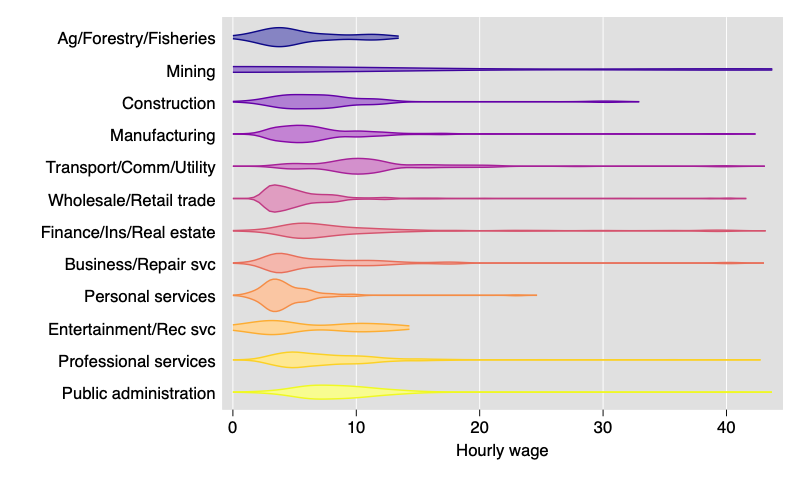 Ag/Forestry/Fisheries
Mining
Construction
Manufacturing
Transport/Comm/Utility
Wholesale/Retail trade
Finance/Ins/Real estate
Business/Repair svc
Personal services
Entertainment/Rec svc
Professional services
Public administration
0 10 20 30 40
Hourly wage